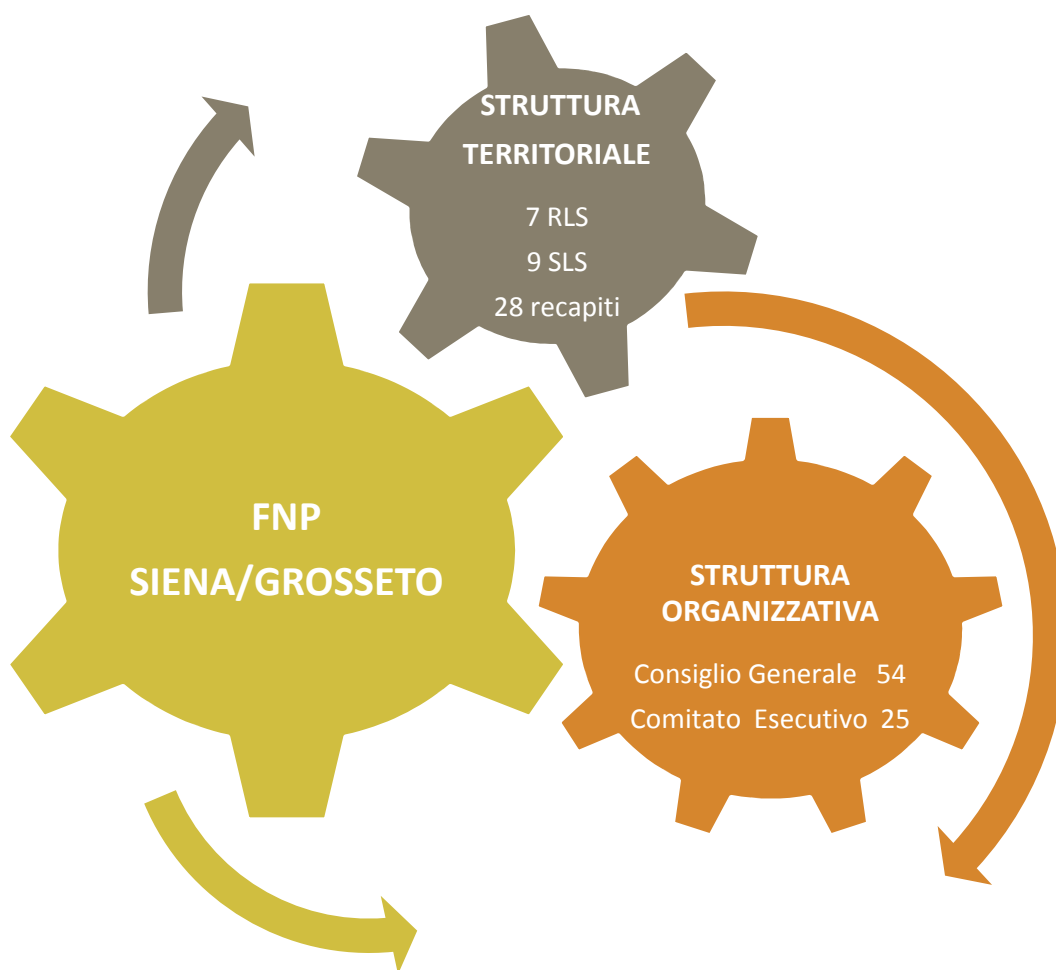 STRUTTURA
TERRITORIALE
7 RLS
9 SLS
28 recapiti
FNP
SIENA/GROSSETO
STRUTTURA
ORGANIZZATIVA
Consiglio Generale 54
Comitato Esecutivo 25